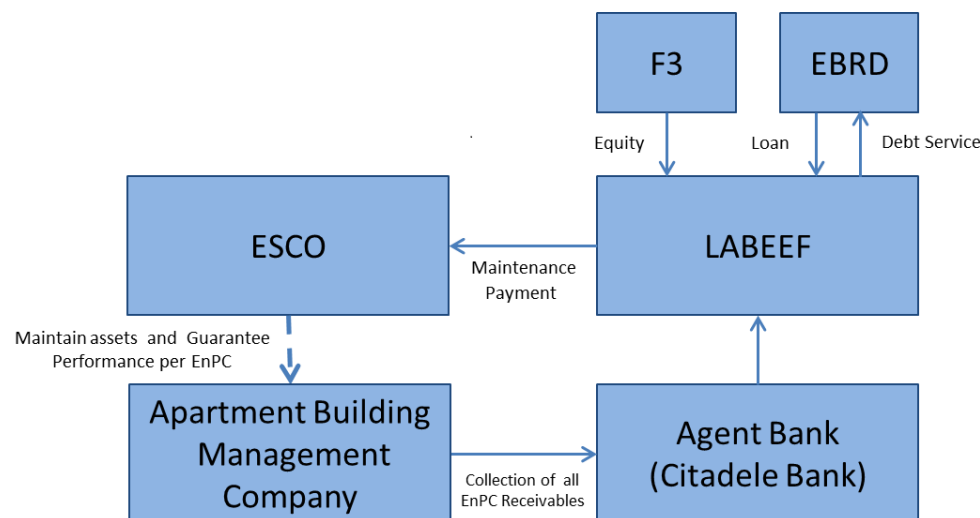 F3
EBRD
Equity
Loan
Debt Service
ESCO
LABEEF
Maintenance
Payment
Maintain assets and Guarantee
Performance per EnPC
Apartment Building
Management
Company
Collection of all
EnPC Receivables
Agent Bank
(Citadele Bank)